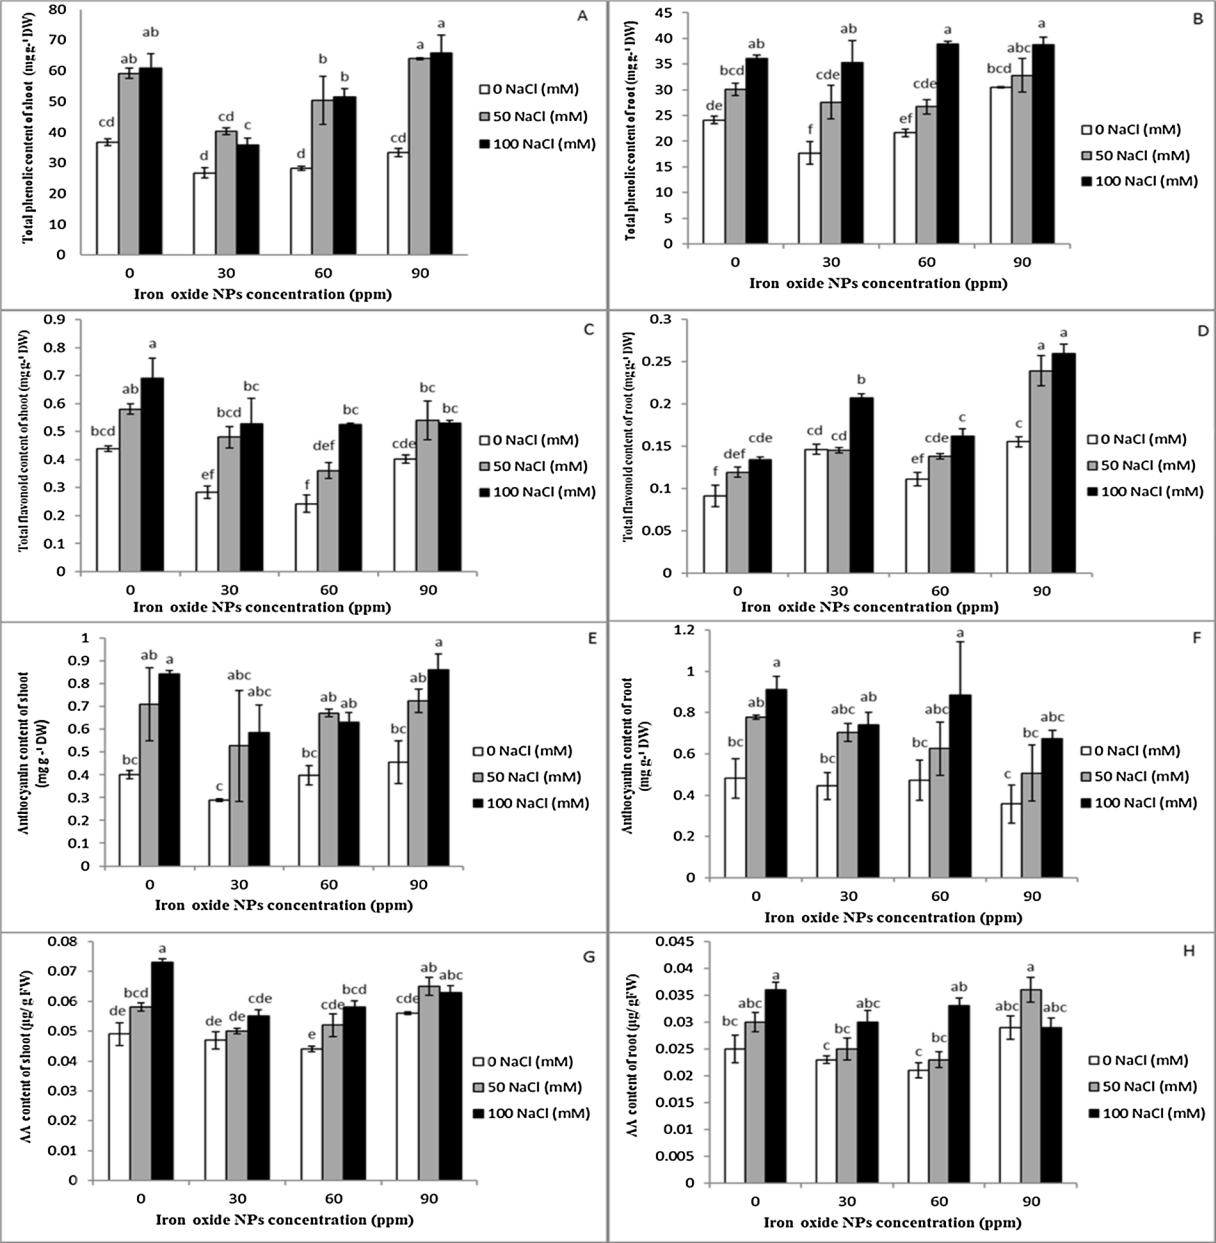 A
Total phenolic content of shoot (mg g-¹ DW)
80
70
60
50
40
30
20
10
0
cd ab ab
d cd c
d b b
cd a a
0 NaCl (mM)
50 NaCl (mM)
100 NaCl (mM)
0 30 60 90
Iron oxide NPs concentration (ppm)
B
Total phenolic content of root (mg g-¹ DW)
45
40
35
30
25
20
15
10
5
0
de bcd ab
f cde ab
ef cde a
bcd abc a
0 NaCl (mM)
50 NaCl (mM)
100 NaCl (mM)
0 30 60 90
Iron oxide NPs concentration (ppm)
C
Total flavonoid content of shoot (mg g-¹ DW)
0.9
0.8
0.7
0.6
0.5
0.4
0.3
0.2
0.1
0
bcd ab a
ef bcd bc
f def bc
cde bc bc
0 NaCl (mM)
50 NaCl (mM)
100 NaCl (mM)
0 30 60 90
Iron oxide NPs concentration (ppm)
D
Total flavonoid content of root (mg g-¹ DW)
0.3
0.25
0.2
0.15
0.1
0.05
0
f def cde
cd cd b
ef cde c
c a a
0 NaCl (mM)
50 NaCl (mM)
100 NaCl (mM)
0 30 60 90
Iron oxide NPs concentration (ppm)
E
Anthocyanin content of shoot
(mg g -¹ DW)
1
0.9
0.8
0.7
0.6
0.5
0.4
0.3
0.2
0.1
0
bc ab a
c abc abc
bc ab ab
bc ab a
0 NaCl (mM)
50 NaCl (mM)
100 NaCl (mM)
0 30 60 90
Iron oxide NPs concentration (ppm)
F
Anthocyanin content of root
(mg g-¹ DW)
1.2
1
0.8
0.6
0.4
0.2
0
bc ab a
bc abc ab
bc abc a
c bc abc
0 NaCl (mM)
50 NaCl (mM)
100 NaCl (mM)
0 30 60 90
Iron oxide NPs concentration (ppm)
G
AA content of shoot (µg/ g FW)
0.08
0.07
0.06
0.05
0.04
0.03
0.02
0.01
0
de bcd a
de de cde
e cde bcd
cde ab abc
0 NaCl (mM)
50 NaCl (mM)
100 NaCl (mM)
0 30 60 90
Iron oxide NPs concentration (ppm)
H
AA content of root (µg/ gFW)
0.045
0.04
0.035
0.03
0.025
0.02
0.015
0.01
0.005
0
bc abc a
c bc abc
c bc ab
abc a abc
0 NaCl (mM)
50 NaCl (mM)
100 NaCl (mM)
0 30 60 90
Iron oxide NPs concentration (ppm)